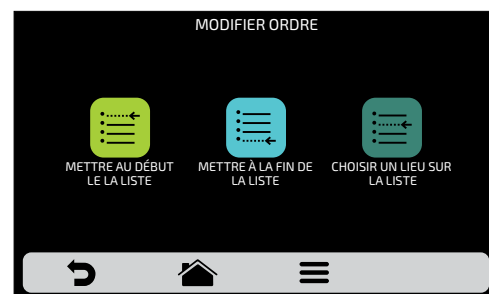 MODIFIER ORDRE
METTRE AU DÉBUT
LE LA LISTE
METTRE À LA FIN DE
LA LISTE
CHOISIR UN LIEU SUR
LA LISTE